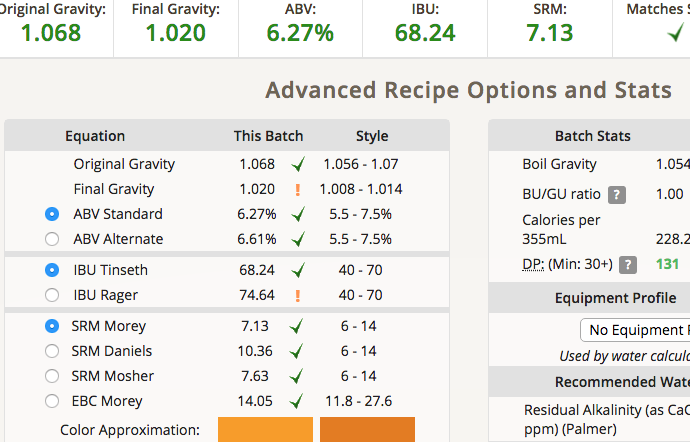 Original Gravity: Final Gravity: ABV: IBU: SRM: Matches
1.068 1.020 6.27% 68.24 7.13
Advanced Recipe Options and Stats
Equation This Batch Style
Original Gravity 1.068 1.056 - 1.07
Final Gravity 1.020 ! 1.008 - 1.014
ABV Standard 6.27% 5.5 - 7.5%
ABV Alternate 6.61% 5.5 - 7.5%
IBU Tinseth 68.24 40 - 70
IBU Rager 74.64 ! 40 - 70
SRM Morey 7.13 6 - 14
SRM Daniels 10.36 6 - 14
SRM Mosher 7.63 6 - 14
EBC Morey 14.05 11.8 - 27.6
Color Approximation:
Batch Stats
Boil Gravity 1.054
BU/GU ratio ? 1.00
Calories per
355mL 228.2
DP: (Min: 30+) ? 131
Equipment Profile
No Equipment
Used by water calcula
Recommended Wate
Residual Alkalinity (as CaC
ppm) (Palmer)